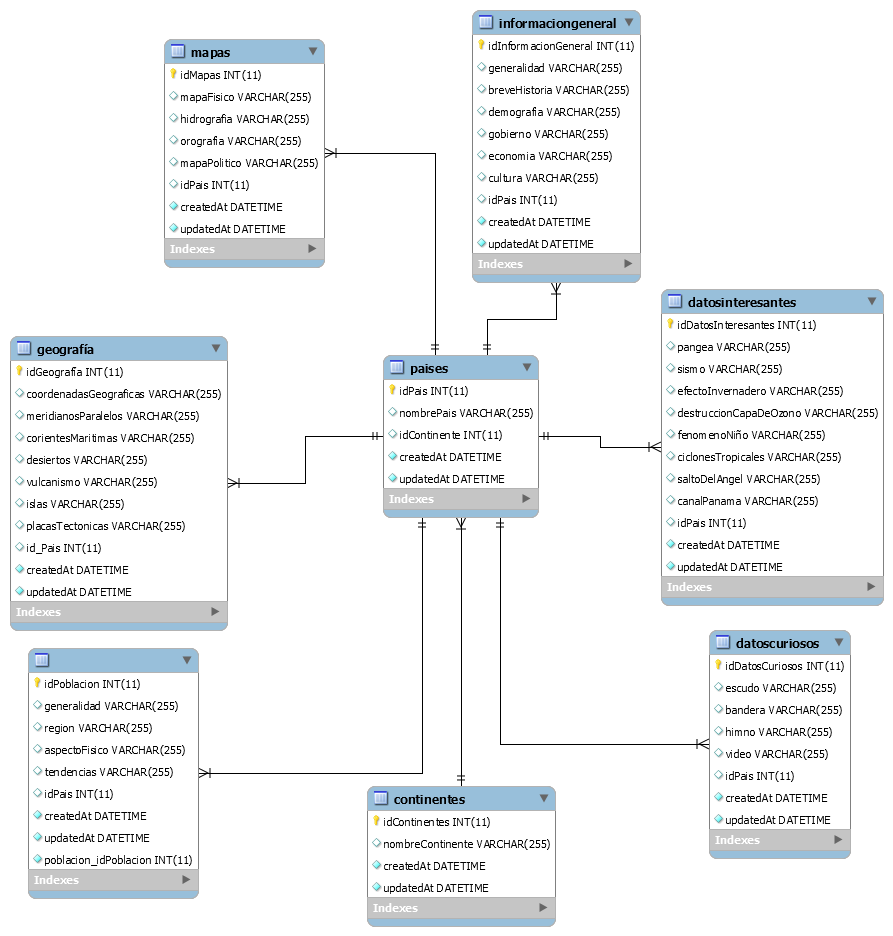 mapas
idMapas INT(11)
mapaFisico VARCHAR(255)
hidrografia VARCHAR(255)
orografia VARCHAR(255)
mapaPolitico VARCHAR(255)
idPais INT(11)
createdAt DATETIME
updatedAt DATETIME
Indexes
informaciongeneral
idInformacionGeneral INT(11)
generalidad VARCHAR(255)
breveHistoria VARCHAR(255)
demografia VARCHAR(255)
gobierno VARCHAR(255)
economia VARCHAR(255)
cultura VARCHAR(255)
idPais INT(11)
createdAt DATETIME
updatedAt DATETIME
Indexes
datosinteresantes
idDatosInteresantes INT(11)
pangea VARCHAR(255)
sismo VARCHAR(255)
efectoInvernadero VARCHAR(255)
destruccionCapaDeOzono VARCHAR(255)
fenomenoNiño VARCHAR(255)
ciclonesTropicales VARCHAR(255)
saltoDelAngel VARCHAR(255)
canalPanama VARCHAR(255)
idPais INT(11)
createdAt DATETIME
updatedAt DATETIME
Indexes
geografía
idGeografía INT(11)
coordenadasGeograficas VARCHAR(255)
meridianosParalelos VARCHAR(255)
corientesMaritimas VARCHAR(255)
desiertos VARCHAR(255)
vulcanismo VARCHAR(255)
islas VARCHAR(255)
placasTectonicas VARCHAR(255)
id_Pais INT(11)
createdAt DATETIME
updatedAt DATETIME
Indexes
paises
idPais INT(11)
nombrePais VARCHAR(255)
idContinente INT(11)
createdAt DATETIME
updatedAt DATETIME
Indexes
idPoblacion INT(11)
generalidad VARCHAR(255)
region VARCHAR(255)
aspectoFisico VARCHAR(255)
tendencias VARCHAR(255)
idPais INT(11)
createdAt DATETIME
updatedAt DATETIME
poblacion_idPoblacion INT(11)
Indexes
continentes
idContinentes INT(11)
nombreContinente VARCHAR(255)
createdAt DATETIME
updatedAt DATETIME
Indexes
datoscuriosos
idDatosCuriosos INT(11)
escudo VARCHAR(255)
bandera VARCHAR(255)
himno VARCHAR(255)
video VARCHAR(255)
idPais INT(11)
createdAt DATETIME
updatedAt DATETIME
Indexes